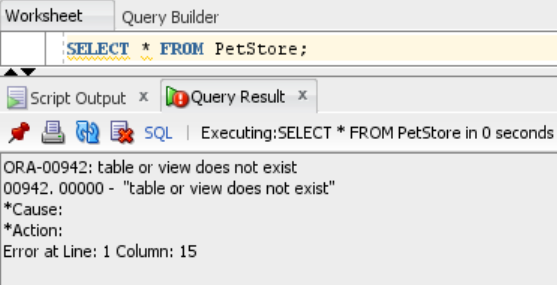 Worksheet Query Builder
SELECT * FROM PetStore;
Script Output x Query Result x
SQL | Executing:SELECT * FROM PetStore in 0 seconds
ORA-00942: table or view does not exist
00942. 00000 - "table or view does not exist"
*Cause:
*Action:
Error at Line: 1 Column: 15